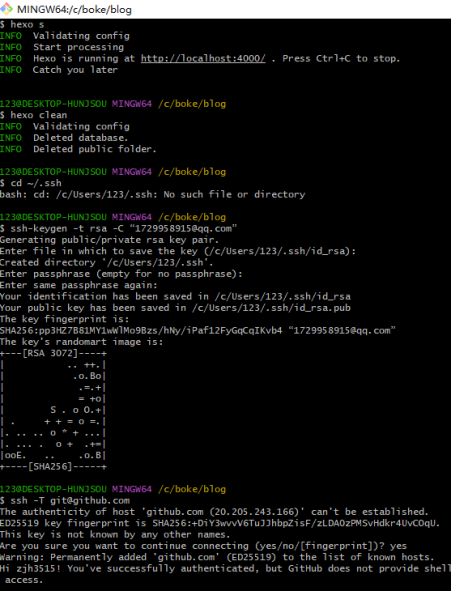 MINGW64:/c/boke/blog
$ hexo s
INFO  Validating config
INFO  Start processing
INFO  Hexo is running at http://localhost:4000/ . Press Ctrl+C to stop.
INFO  Catch you later
123@DESKTOP-HUNJSOU MINGW64 /c/boke/blog
$ hexo clean
INFO  Validating config
INFO  Deleted database.
INFO  Deleted public folder.
123@DESKTOP-HUNJSOU MINGW64 /c/boke/blog
$ cd ~/.ssh
bash: cd: /c/Users/123/.ssh: No such file or directory
123@DESKTOP-HUNJSOU MINGW64 /c/boke/blog
$ ssh-keygen -t rsa -C “1729958915@qq.com”
Generating public/private rsa key pair.
Enter file in which to save the key (/c/Users/123/.ssh/id_rsa):
Created directory '/c/Users/123/.ssh'.
Enter passphrase (empty for no passphrase):
Enter same passphrase again:
Your identification has been saved in /c/Users/123/.ssh/id_rsa
Your public key has been saved in /c/Users/123/.ssh/id_rsa.pub
The key fingerprint is:
SHA256:pp3HZ7B81MY1wWlMo9Bzs/hNy/iPaf12FyGqCqIKvb4 “1729958915@qq.com”
The key's randomart image is:
+---[RSA 3072]----+
|           .. ++.|
|            .o.Bo|
|             .=.+|
|             = +o|
|        S . o O.+|
| .     + + = o =.|
|. .. .. o * + ...|
|. ... .  o +  .+=|
|ooE.  ..    .o.B|
+----[SHA256]-----+
123@DESKTOP-HUNJSOU MINGW64 /c/boke/blog
$ ssh -T git@github.com
The authenticity of host 'github.com (20.205.243.166)' can't be established.
ED25519 key fingerprint is SHA256:+DiY3wvvV6TuJJhbpZisF/zLDA0zPMSvHdkr4UvCOqU.
This key is not known by any other names.
Are you sure you want to continue connecting (yes/no/[fingerprint])? yes
Warning: Permanently added 'github.com' (ED25519) to the list of known hosts.
Hi zjh3515! You've successfully authenticated, but GitHub does not provide shell
 access.